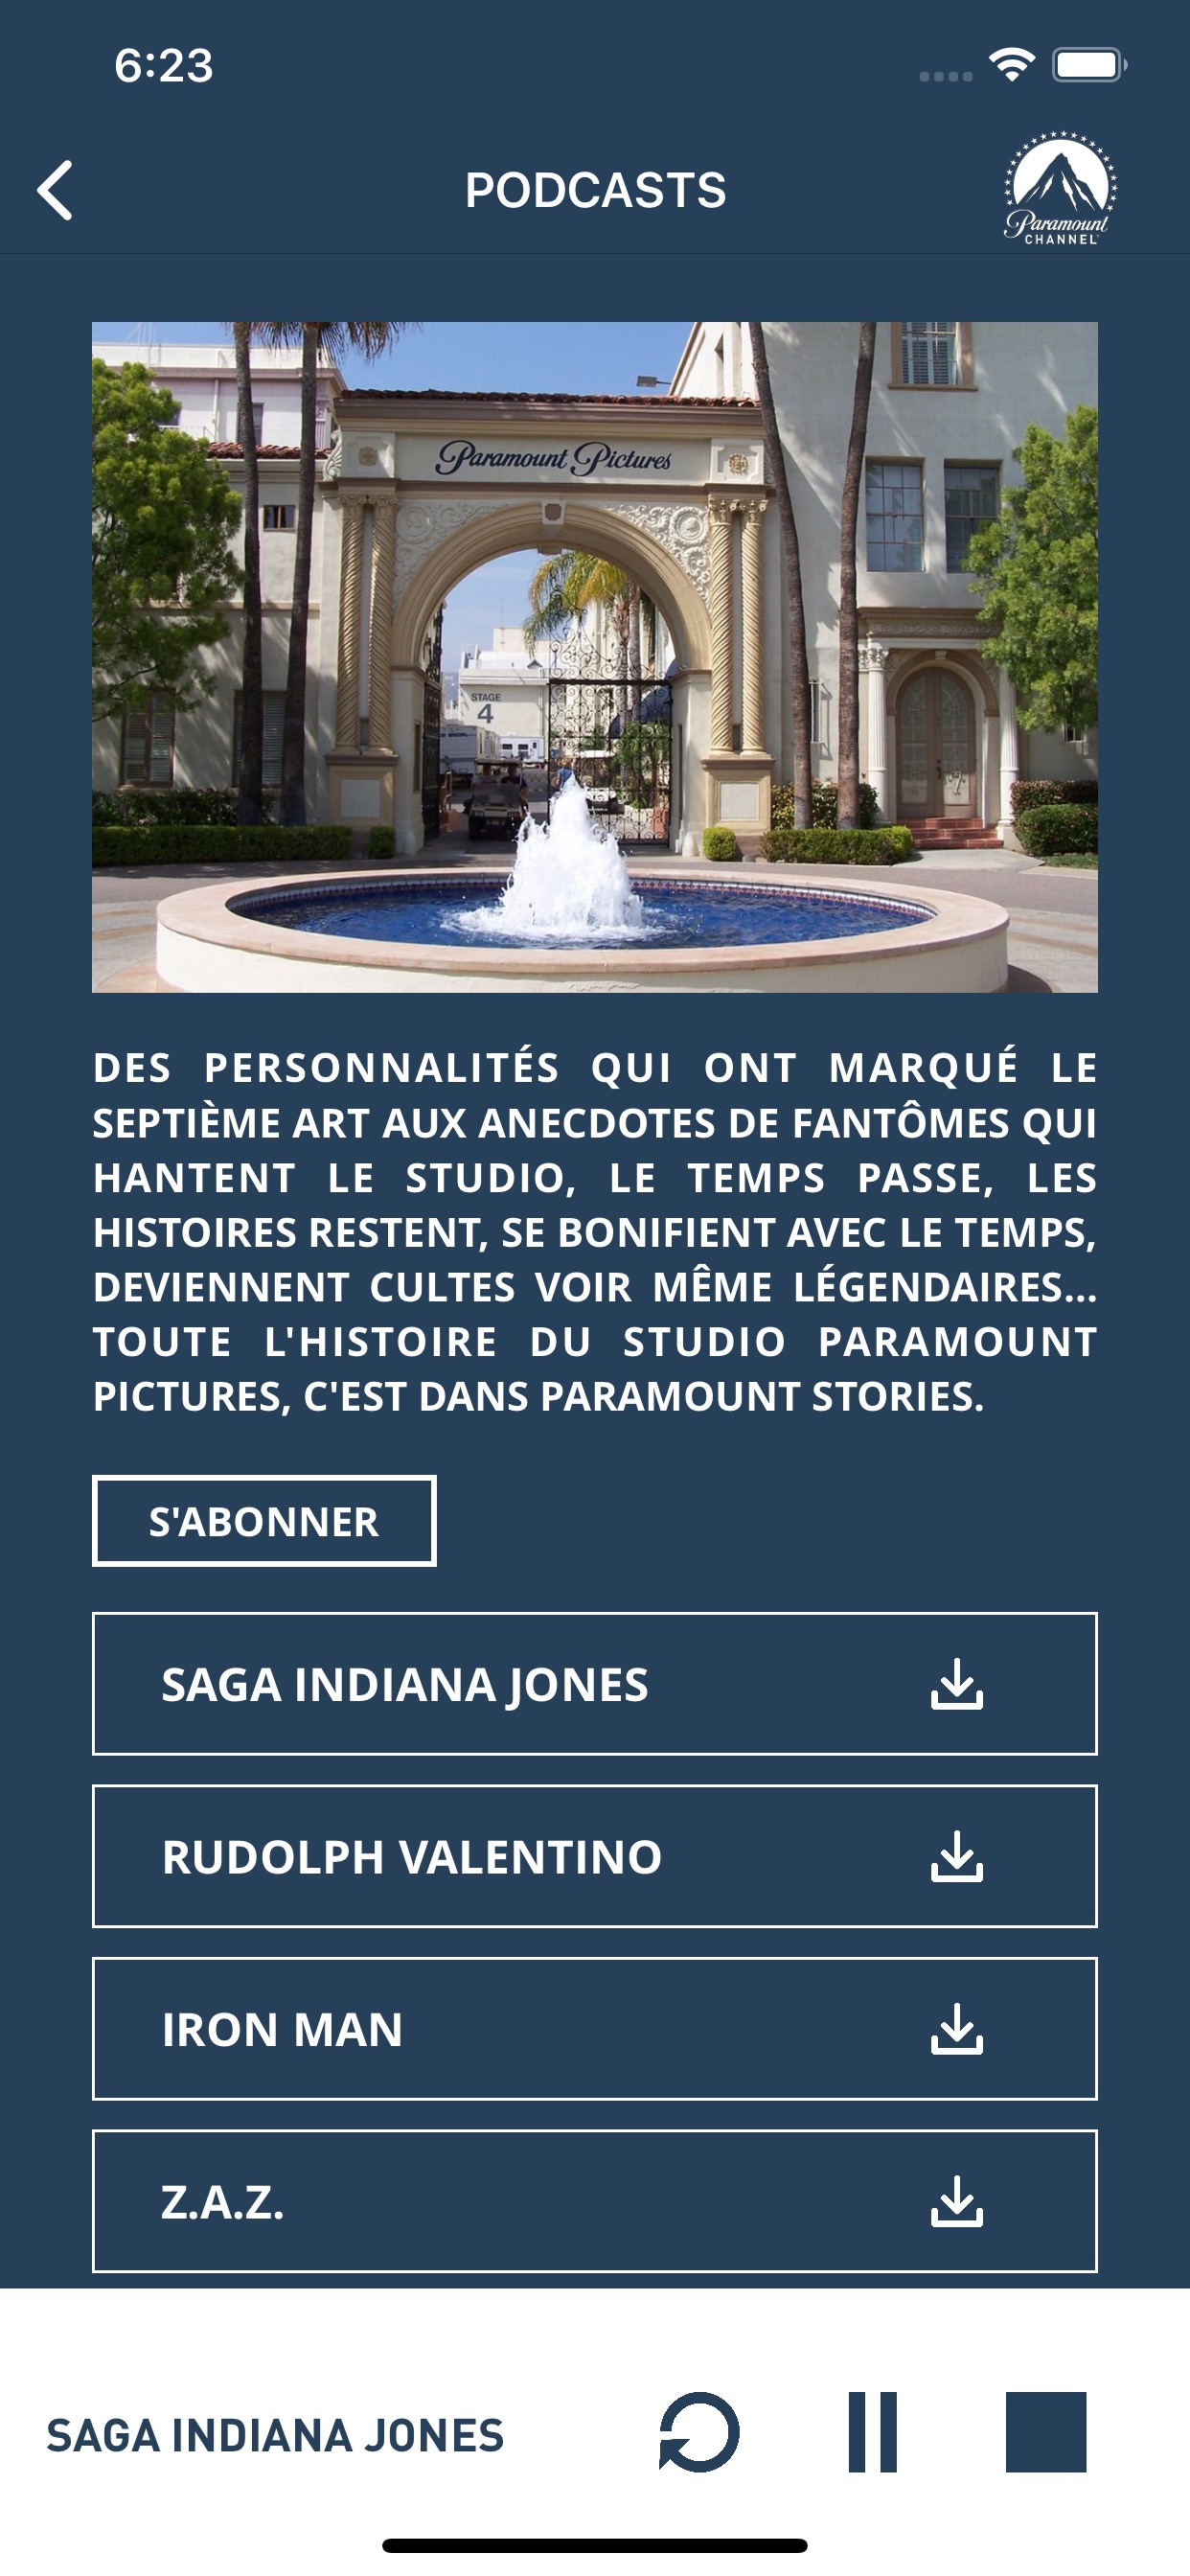 6:23
PODCASTS
Paramount
CHANNEL
Paramount Pictures
STAGE
4
DES PERSONNALITÉS QUI ONT MARQUÉ LE
SEPTIÈME ART AUX ANECDOTES DE FANTÔMES QUI
HANTENT LE STUDIO, LE TEMPS PASSE, LES
HISTOIRES RESTENT, SE BONIFIENT AVEC LE TEMPS,
DEVIENNENT CULTES VOIR MÊME LÉGENDAIRES...
TOUTE L'HISTOIRE DU STUDIO PARAMOUNT
PICTURES, C'EST DANS PARAMOUNT STORIES.
S'ABONNER
SAGA INDIANA JONES
RUDOLPH VALENTINO
IRON MAN
Z.A.Z.
SAGA INDIANA JONES